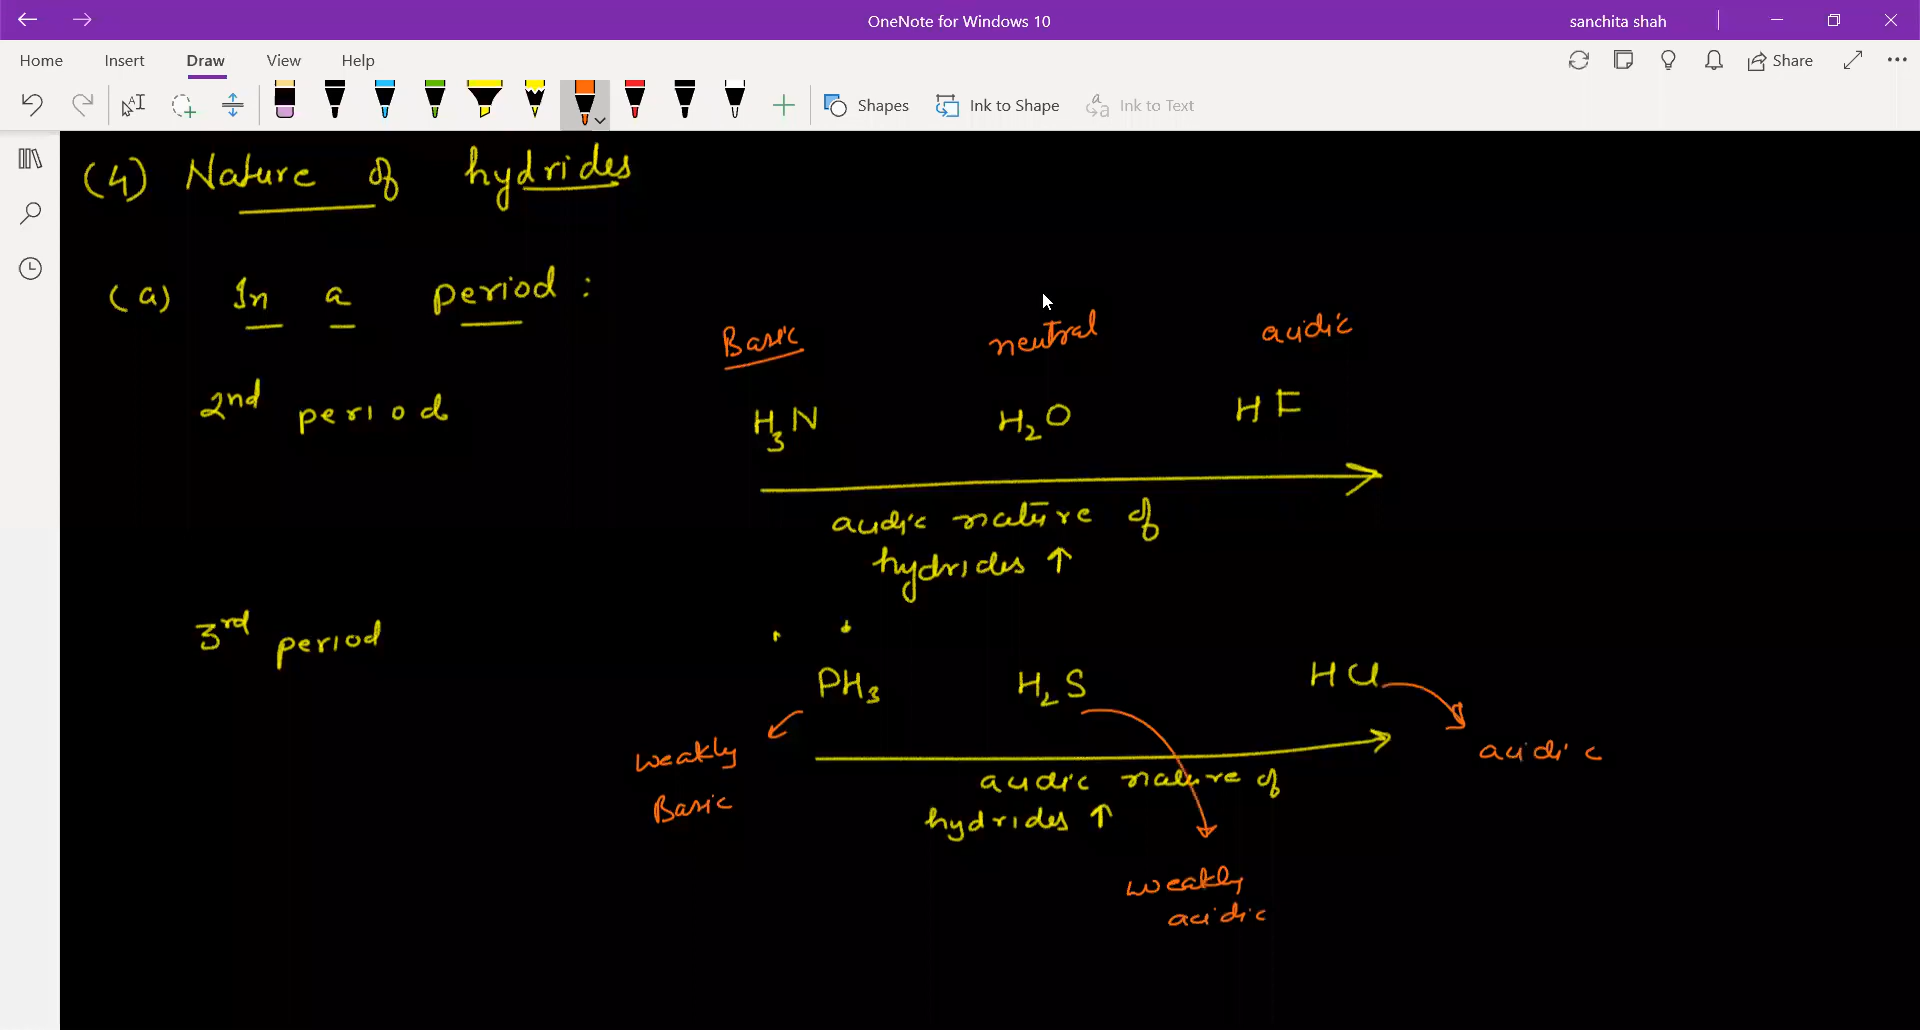 OneNote for Windows 10
sanchita shah
Home Insert Draw View Help
Share
Shapes Ink to Shape Ink to Text
(4) Nature of hydrides
(a) In a period :
Basic neutral acidic
2nd period H3N H2O HF
acidic nature of
hydrides ↑
3rd period
PH3 H2S HCl
weakly
Basic
acidic
acidic nature of
hydrides ↑
weakly
acidic